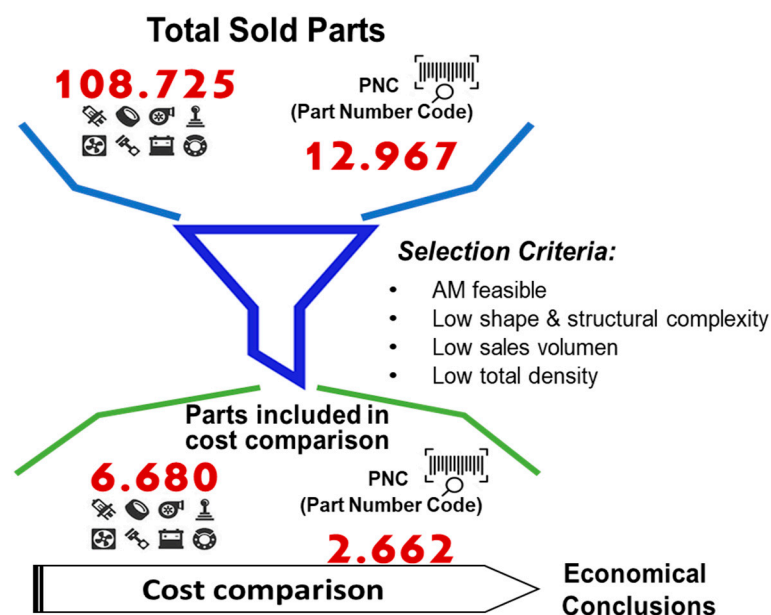 Total Sold Parts
108.725
PNC
(Part Number Code)
12.967
Selection Criteria:
• AM feasible
• Low shape & structural complexity
• Low sales volumen
• Low total density
Parts included in
cost comparison
6.680
PNC
(Part Number Code)
2.662
Cost comparison
Economical
Conclusions